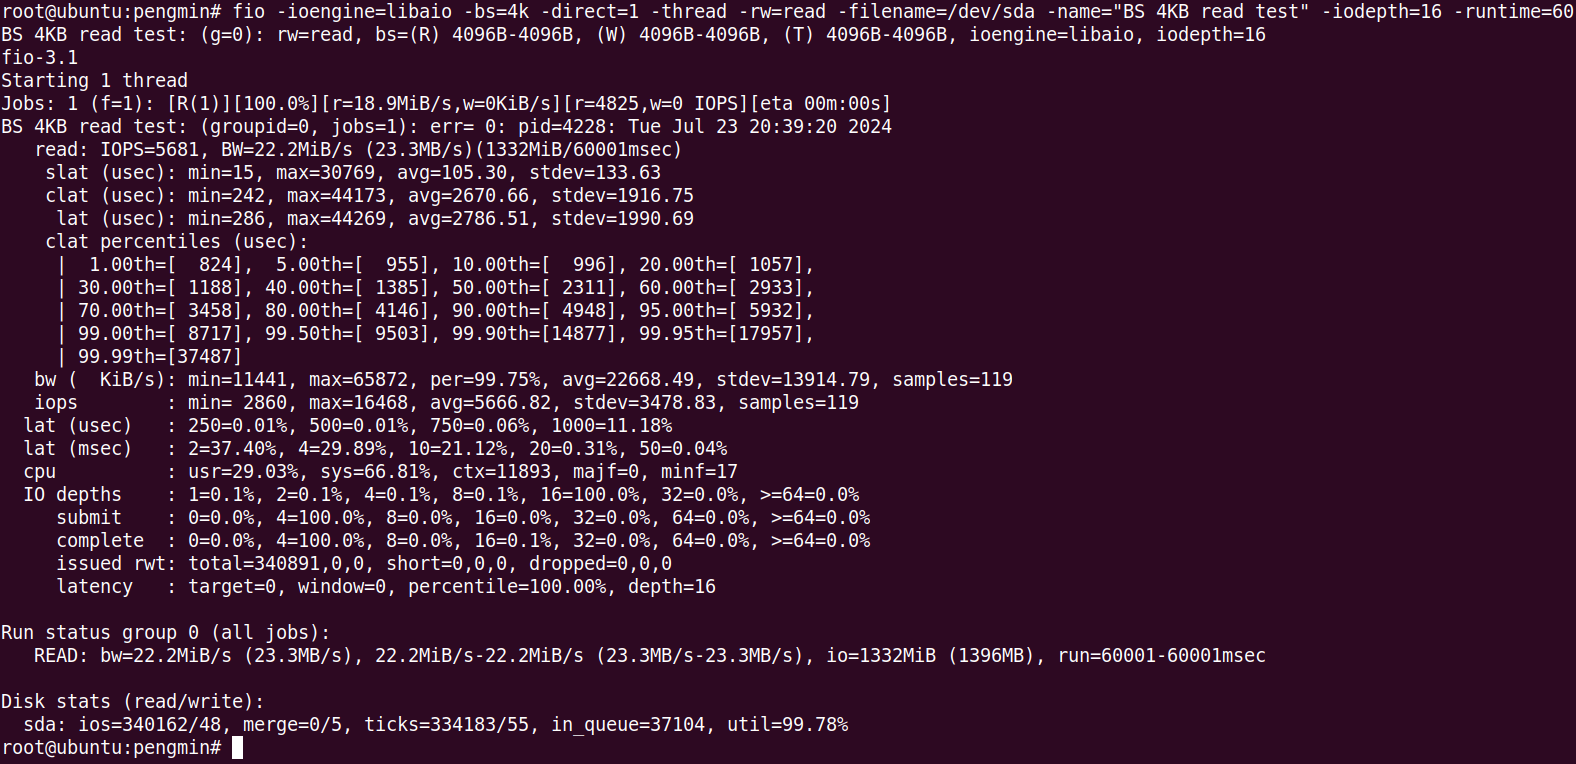 root@ubuntu:pengmin# fio -ioengine=libaio -bs=4k -direct=1 -thread -rw=read -filename=/dev/sda -name="BS 4KB read test" -iodepth=16 -runtime=60
BS 4KB read test: (g=0): rw=read, bs=(R) 4096B-4096B, (W) 4096B-4096B, (T) 4096B-4096B, ioengine=libaio, iodepth=16
fio-3.1
Starting 1 thread
Jobs: 1 (f=1): [R(1)][100.0%][r=18.9MiB/s,w=0KiB/s][r=4825,w=0 IOPS][eta 00m:00s]
BS 4KB read test: (groupid=0, jobs=1): err= 0: pid=4228: Tue Jul 23 20:39:20 2024
   read: IOPS=5681, BW=22.2MiB/s (23.3MB/s)(1332MiB/60001msec)
    slat (usec): min=15, max=30769, avg=105.30, stdev=133.63
    clat (usec): min=242, max=44173, avg=2670.66, stdev=1916.75
     lat (usec): min=286, max=44269, avg=2786.51, stdev=1990.69
    clat percentiles (usec):
     |  1.00th=[  824],  5.00th=[  955], 10.00th=[  996], 20.00th=[ 1057],
     | 30.00th=[ 1188], 40.00th=[ 1385], 50.00th=[ 2311], 60.00th=[ 2933],
     | 70.00th=[ 3458], 80.00th=[ 4146], 90.00th=[ 4948], 95.00th=[ 5932],
     | 99.00th=[ 8717], 99.50th=[ 9503], 99.90th=[14877], 99.95th=[17957],
     | 99.99th=[37487]
   bw (  KiB/s): min=11441, max=65872, per=99.75%, avg=22668.49, stdev=13914.79, samples=119
   iops        : min= 2860, max=16468, avg=5666.82, stdev=3478.83, samples=119
  lat (usec)   : 250=0.01%, 500=0.01%, 750=0.06%, 1000=11.18%
  lat (msec)   : 2=37.40%, 4=29.89%, 10=21.12%, 20=0.31%, 50=0.04%
  cpu          : usr=29.03%, sys=66.81%, ctx=11893, majf=0, minf=17
  IO depths    : 1=0.1%, 2=0.1%, 4=0.1%, 8=0.1%, 16=100.0%, 32=0.0%, >=64=0.0%
     submit    : 0=0.0%, 4=100.0%, 8=0.0%, 16=0.0%, 32=0.0%, 64=0.0%, >=64=0.0%
     complete  : 0=0.0%, 4=100.0%, 8=0.0%, 16=0.1%, 32=0.0%, 64=0.0%, >=64=0.0%
     issued rwt: total=340891,0,0, short=0,0,0, dropped=0,0,0
     latency   : target=0, window=0, percentile=100.00%, depth=16

Run status group 0 (all jobs):
   READ: bw=22.2MiB/s (23.3MB/s), 22.2MiB/s-22.2MiB/s (23.3MB/s-23.3MB/s), io=1332MiB (1396MB), run=60001-60001msec

Disk stats (read/write):
  sda: ios=340162/48, merge=0/5, ticks=334183/55, in_queue=37104, util=99.78%
root@ubuntu:pengmin#